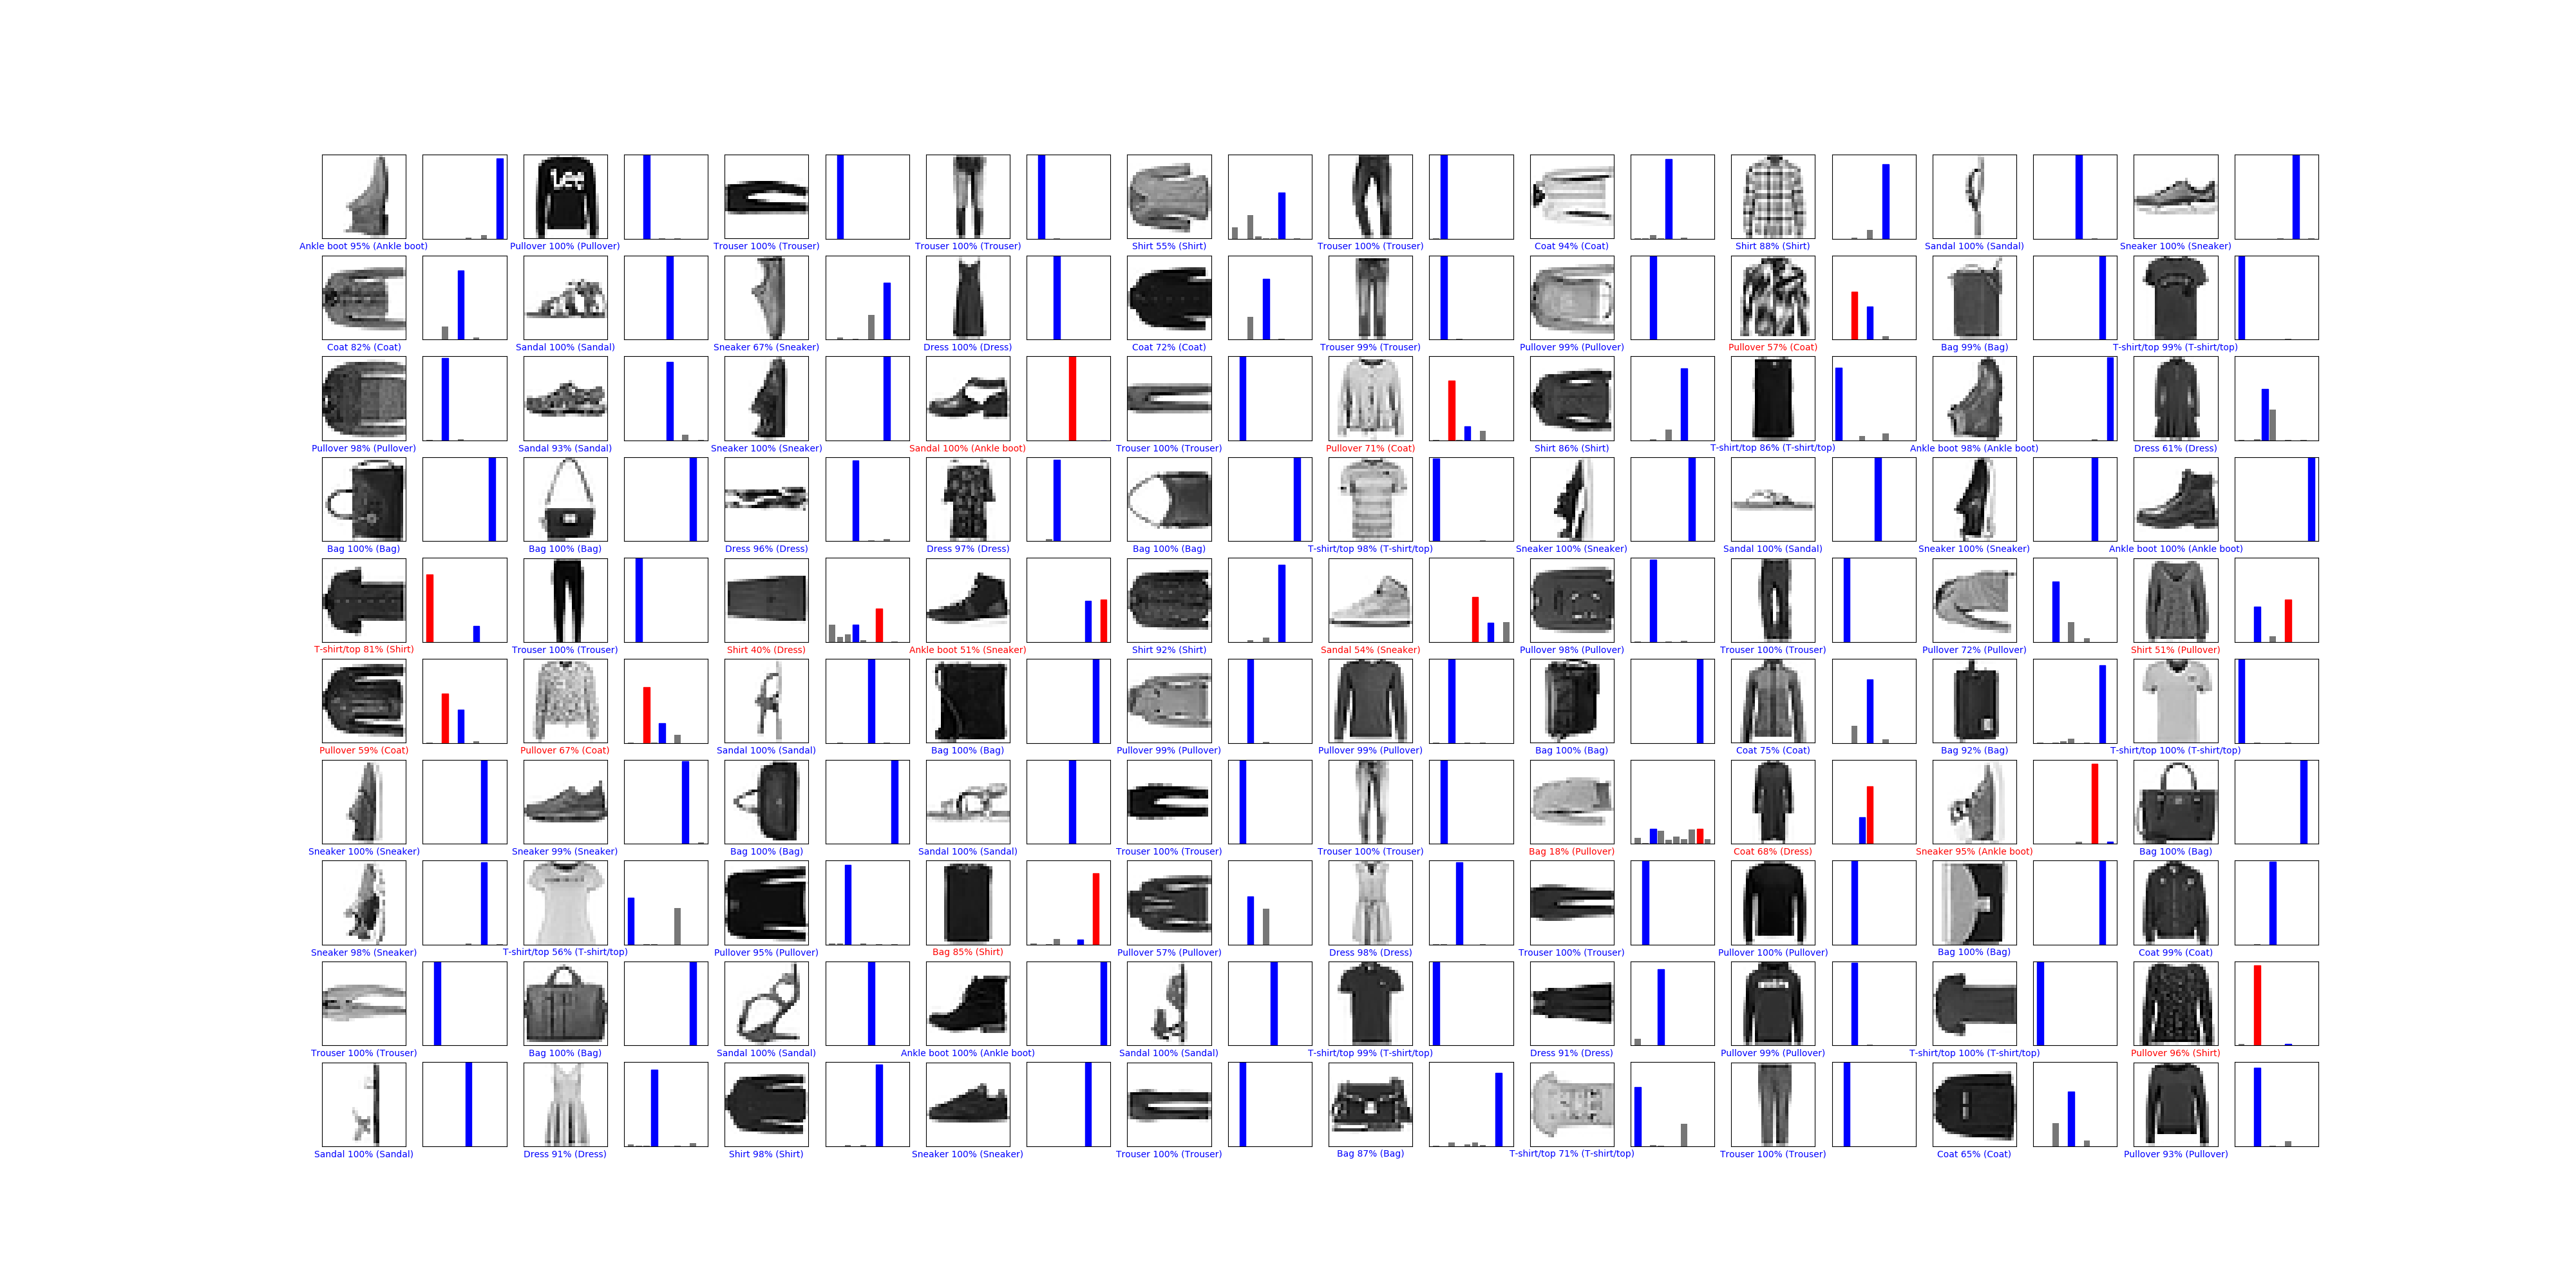 Lee
Ankle boot 95% (Ankle boot) Pullover 100% (Pullover) Trouser 100% (Trouser) Trouser 100% (Trouser) Shirt 55% (Shirt) Trouser 100% (Trouser) Coat 94% (Coat) Shirt 88% (Shirt) Sandal 100% (Sandal) Sneaker 100% (Sneaker)
Coat 82% (Coat) Sandal 100% (Sandal) Sneaker 67% (Sneaker) Dress 100% (Dress) Coat 72% (Coat) Trouser 99% (Trouser) Pullover 99% (Pullover) Pullover 57% (Coat) Bag 99% (Bag) T-shirt/top 99% (T-shirt/top)
Pullover 98% (Pullover) Sandal 93% (Sandal) Sneaker 100% (Sneaker) Sandal 100% (Ankle boot) Trouser 100% (Trouser) Pullover 71% (Coat) Shirt 86% (Shirt) T-shirt/top 86% (T-shirt/top) Ankle boot 98% (Ankle boot) Dress 61% (Dress)
Bag 100% (Bag) Bag 100% (Bag) Dress 96% (Dress) Dress 97% (Dress) Bag 100% (Bag) T-shirt/top 98% (T-shirt/top) Sneaker 100% (Sneaker) Sandal 100% (Sandal) Sneaker 100% (Sneaker) Ankle boot 100% (Ankle boot)
T-shirt/top 81% (Shirt) Trouser 100% (Trouser) Shirt 40% (Dress) Ankle boot 51% (Sneaker) Shirt 92% (Shirt) Sandal 54% (Sneaker) Pullover 98% (Pullover) Trouser 100% (Trouser) Pullover 72% (Pullover) Shirt 51% (Pullover)
Pullover 59% (Coat) Pullover 67% (Coat) Sandal 100% (Sandal) Bag 100% (Bag) Pullover 99% (Pullover) Pullover 99% (Pullover) Bag 100% (Bag) Coat 75% (Coat) Bag 92% (Bag) T-shirt/top 100% (T-shirt/top)
Sneaker 100% (Sneaker) Sneaker 99% (Sneaker) Bag 100% (Bag) Sandal 100% (Sandal) Trouser 100% (Trouser) Trouser 100% (Trouser) Bag 18% (Pullover) Coat 68% (Dress) Sneaker 95% (Ankle boot) Bag 100% (Bag)
Sneaker 98% (Sneaker) T-shirt/top 56% (T-shirt/top) Pullover 95% (Pullover) Bag 85% (Shirt) Pullover 57% (Pullover) Dress 98% (Dress) Trouser 100% (Trouser) Pullover 100% (Pullover) Bag 100% (Bag) Coat 99% (Coat)
Trouser 100% (Trouser) Bag 100% (Bag) Sandal 100% (Sandal) Ankle boot 100% (Ankle boot) Sandal 100% (Sandal) T-shirt/top 99% (T-shirt/top) Dress 91% (Dress) Pullover 99% (Pullover) T-shirt/top 100% (T-shirt/top) Pullover 96% (Shirt)
Sandal 100% (Sandal) Dress 91% (Dress) Shirt 98% (Shirt) Sneaker 100% (Sneaker) Trouser 100% (Trouser) Bag 87% (Bag) T-shirt/top 71% (T-shirt/top) Trouser 100% (Trouser) Coat 65% (Coat) Pullover 93% (Pullover)